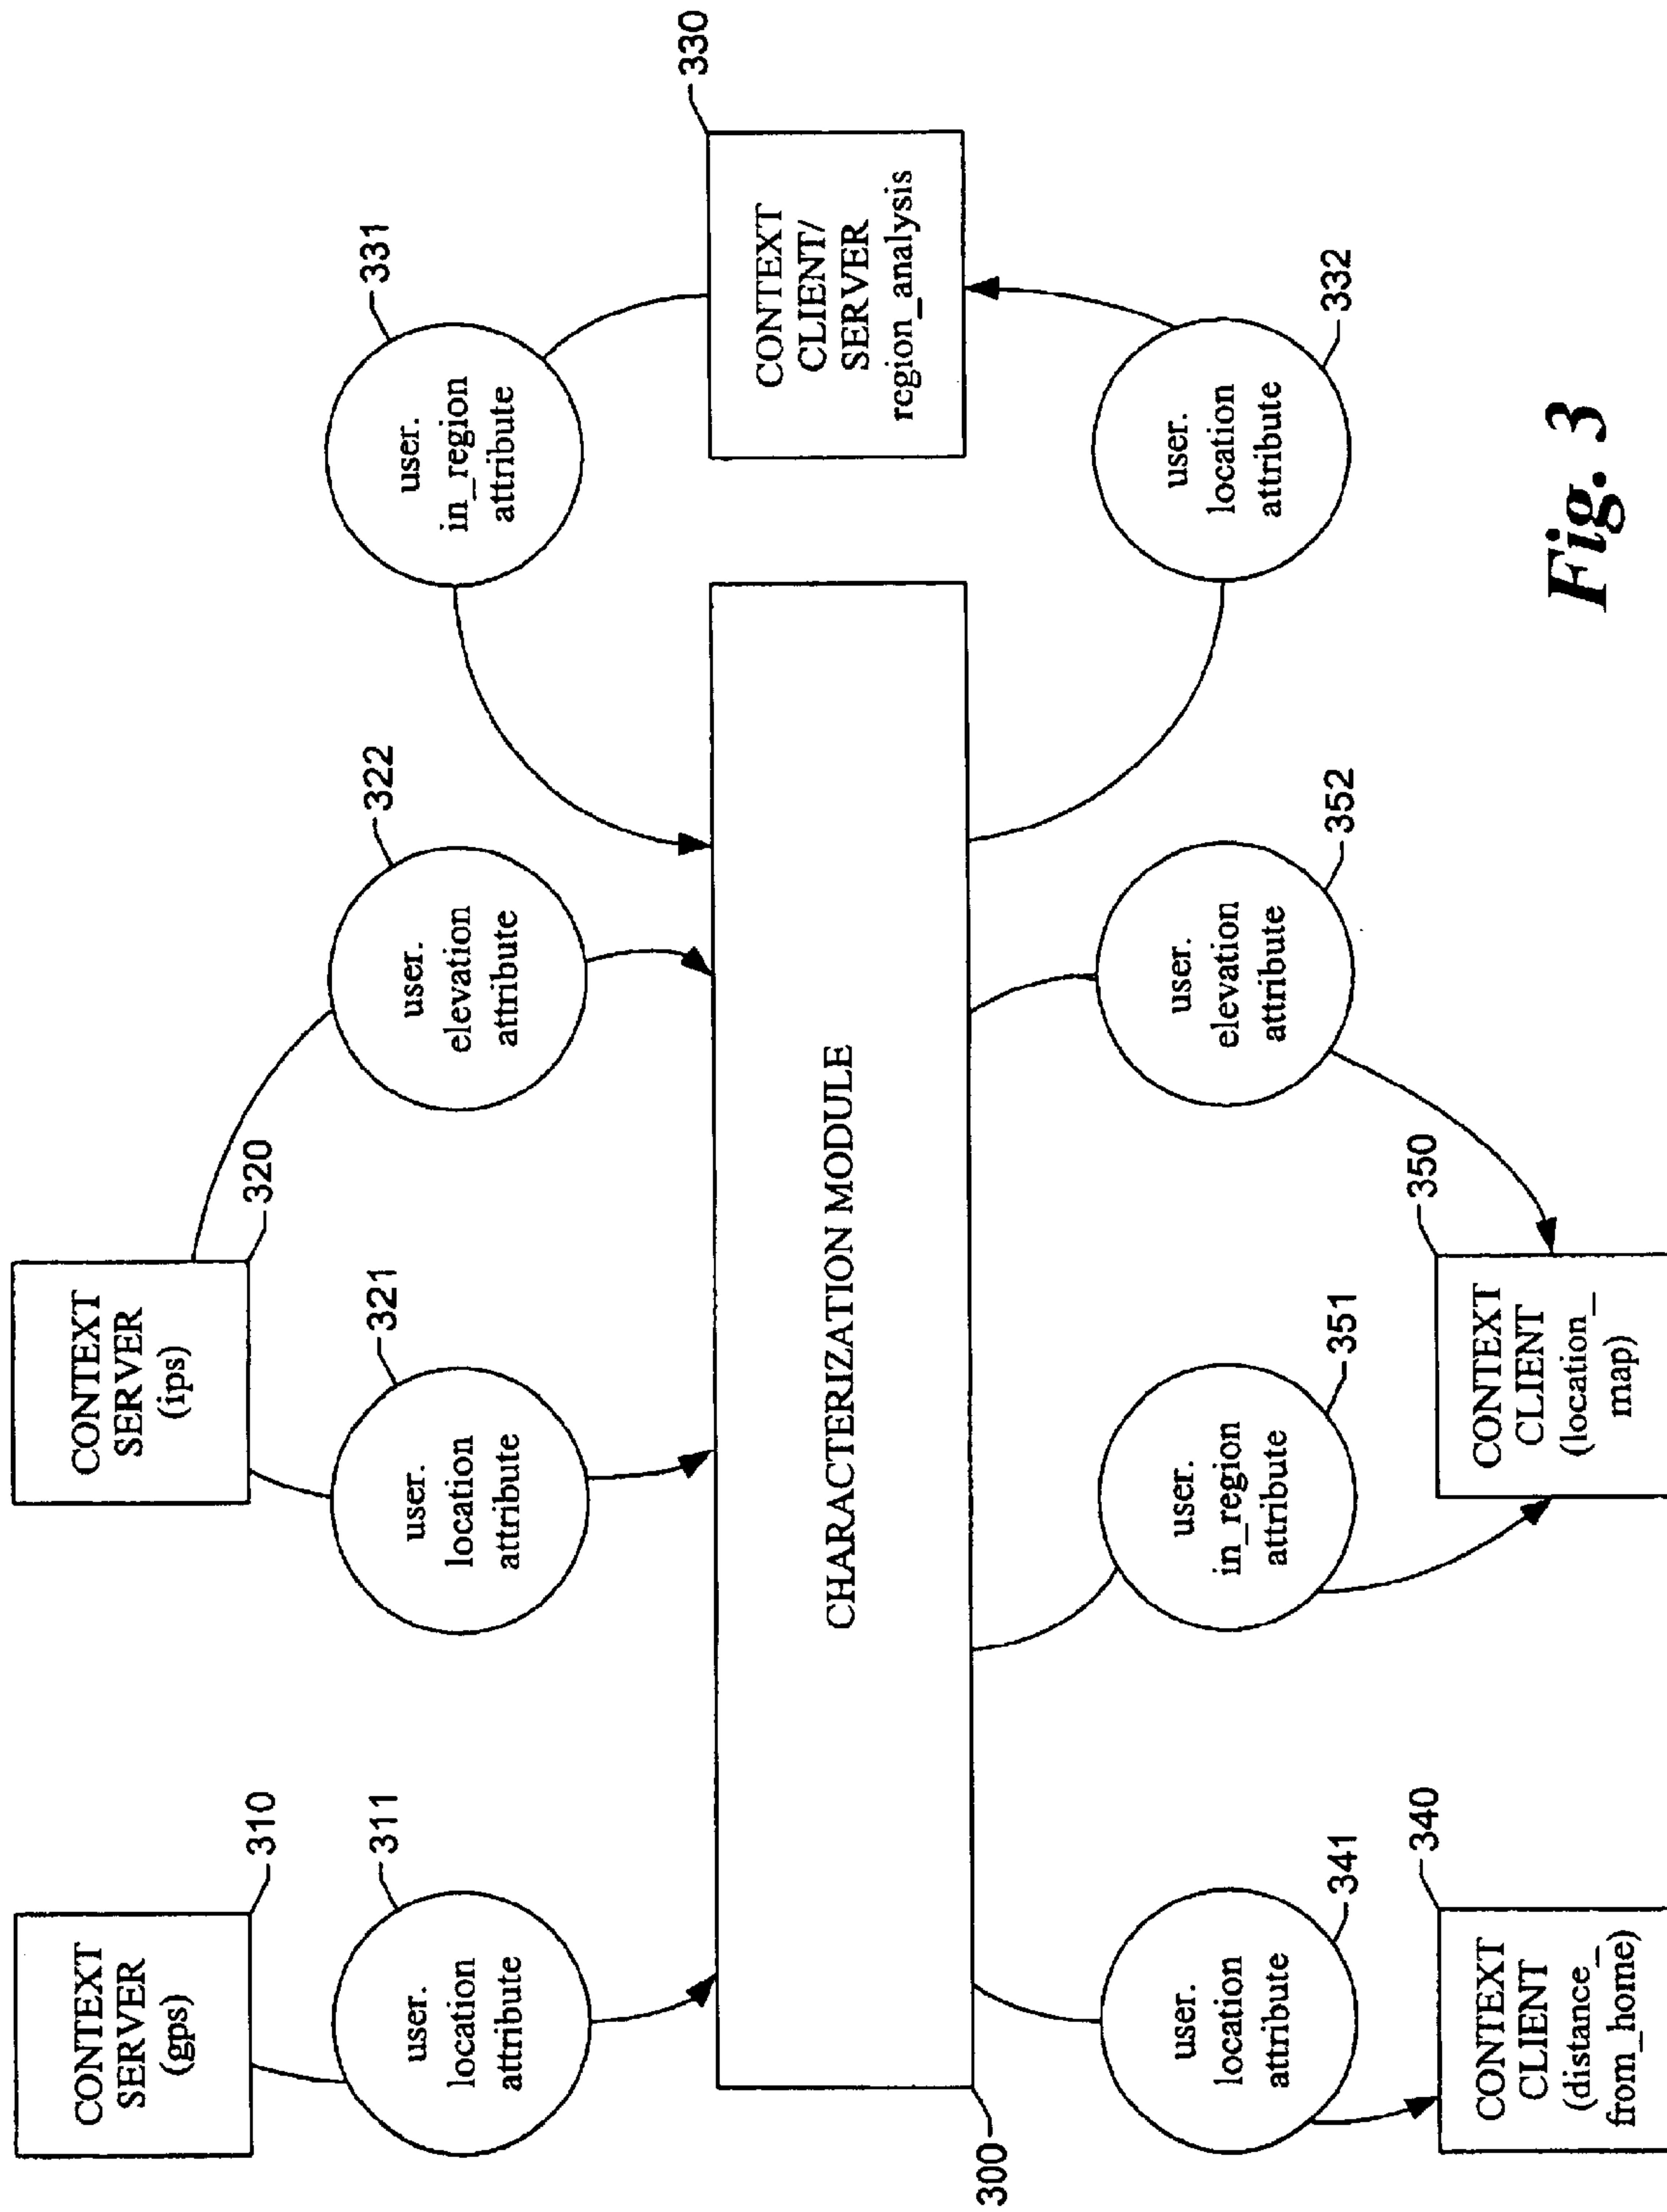 CONTEXT
SERVER
(gps)
310
user.
location
attribute
311
CONTEXT
SERVER
(ips)
320
user.
location
attribute
321
user.
elevation
attribute
322
user.
in_region
attribute
331
CONTEXT
CLIENT/
SERVER
region_analysis
330
CHARACTERIZATION MODULE
300
user.
location
attribute
341
user.
in_region
attribute
351
user.
elevation
attribute
352
user.
location
attribute
332
CONTEXT
CLIENT
(distance_
from_home)
340
CONTEXT
CLIENT
(location_
map)
350
Fig. 3